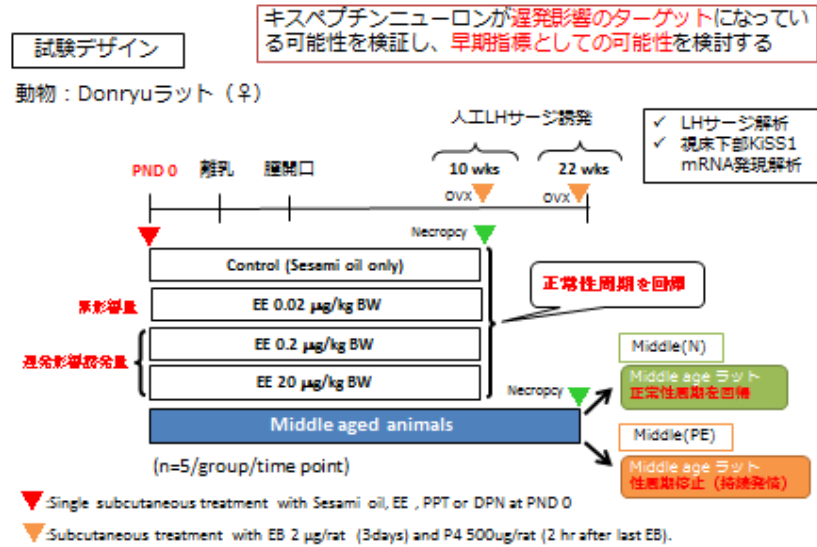 キスペプチンニューロンが遅発影響のターゲットになってい
る可能性を検証し、早期指標としての可能性を検討する
試験デザイン
動物：Donryuラット（♀）
人工LHサージ誘発
✓ LHサージ解析
✓ 視床下部KiSS1
mRNA発現解析
PND 0 離乳 膣開口 10 wks 22 wks
OVX OVX
Necropcy
Control (Sesami oil only)
無影響量 EE 0.02 µg/kg BW
正常性周期を回帰
遅発影響誘発量 EE 0.2 µg/kg BW
EE 20 µg/kg BW
Necropcy
Middle aged animals
Middle(N)
Middle age ラット
正常性周期を回帰
Middle(PE)
Middle age ラット
性周期停止（持続発情）
(n=5/group/time point)
:Single subcutaneous treatment with Sesami oil, EE , PPT or DPN at PND 0
:Subcutaneous treatment with EB 2 µg/rat (3days) and P4 500ug/rat (2 hr after last EB).